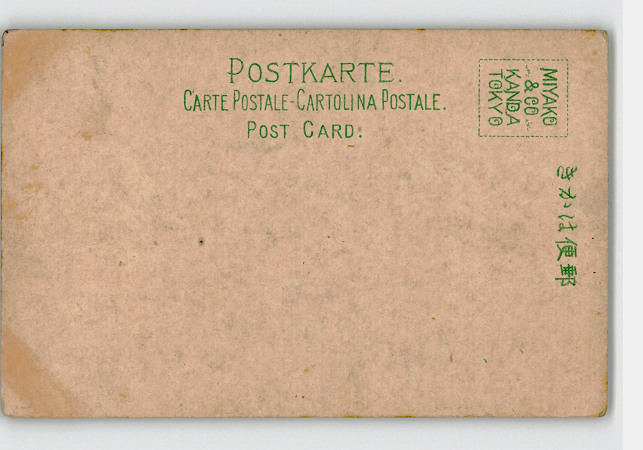 POSTKARTE.
CARTE POSTALE-CARTOLINA POSTALE.
POST CARD:
MIYAKO
& CO
KANDA
TOKYO
郵便はかき